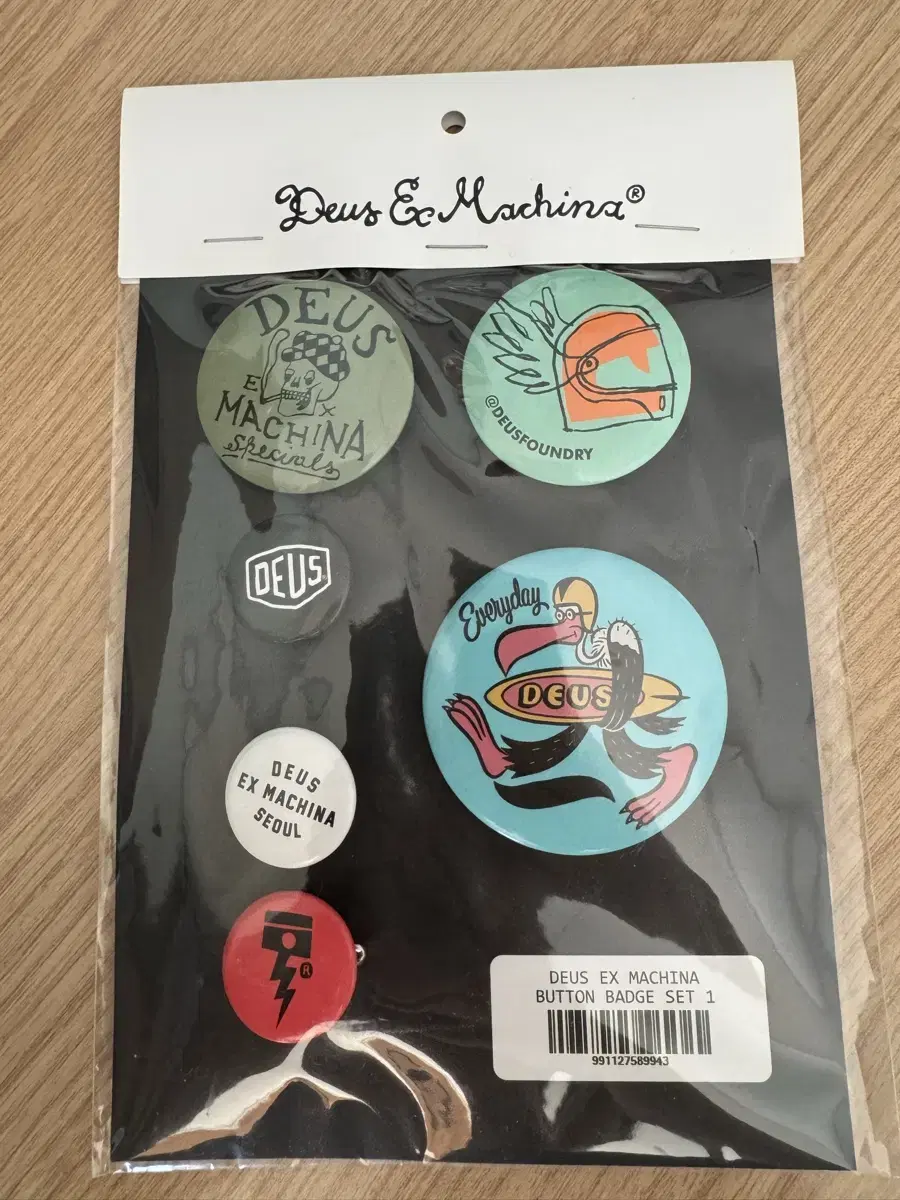 Deus Ex Machina®
DEUS
EX
MACHINA
Specials
@DEUSFOUNDRY
DEUS
Everyday
DEUS
DEUS
EX MACHINA
SEOUL
®
DEUS EX MACHINA
BUTTON BADGE SET 1
991127589943